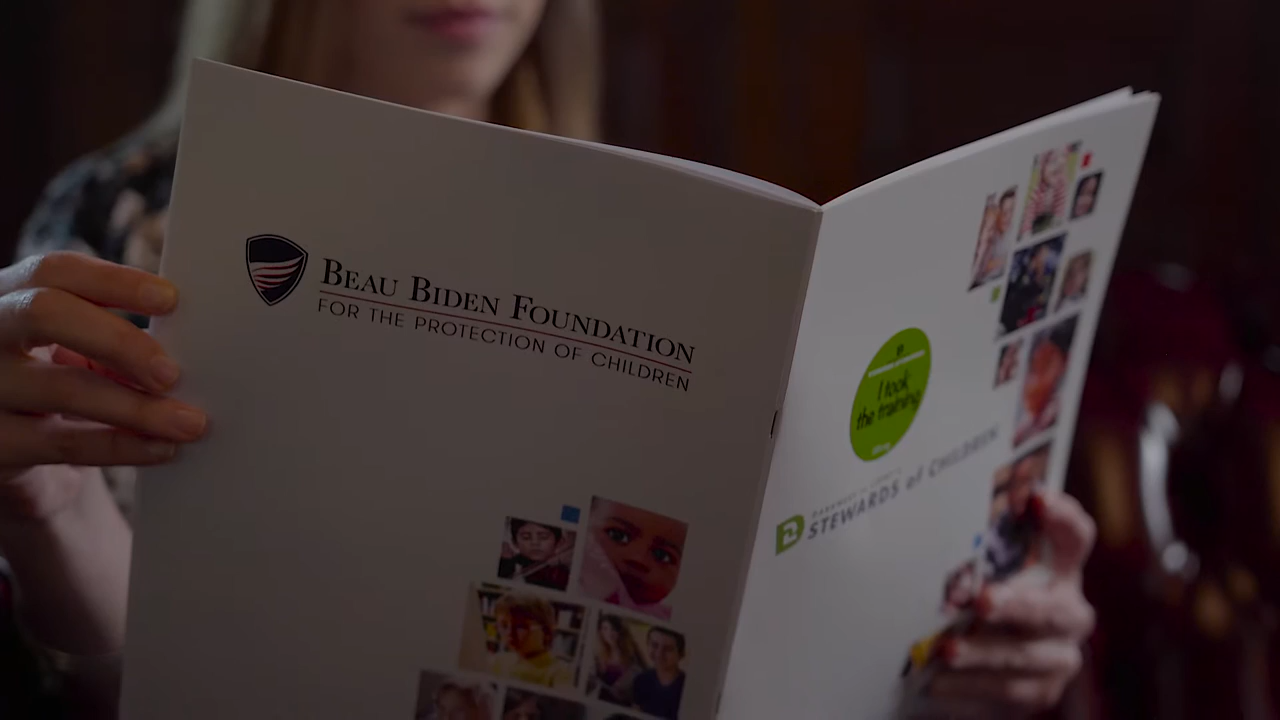 BEAU BIDEN FOUNDATION
FOR THE PROTECTION OF CHILDREN
I took
the training
STEWARDS of CHILDREN